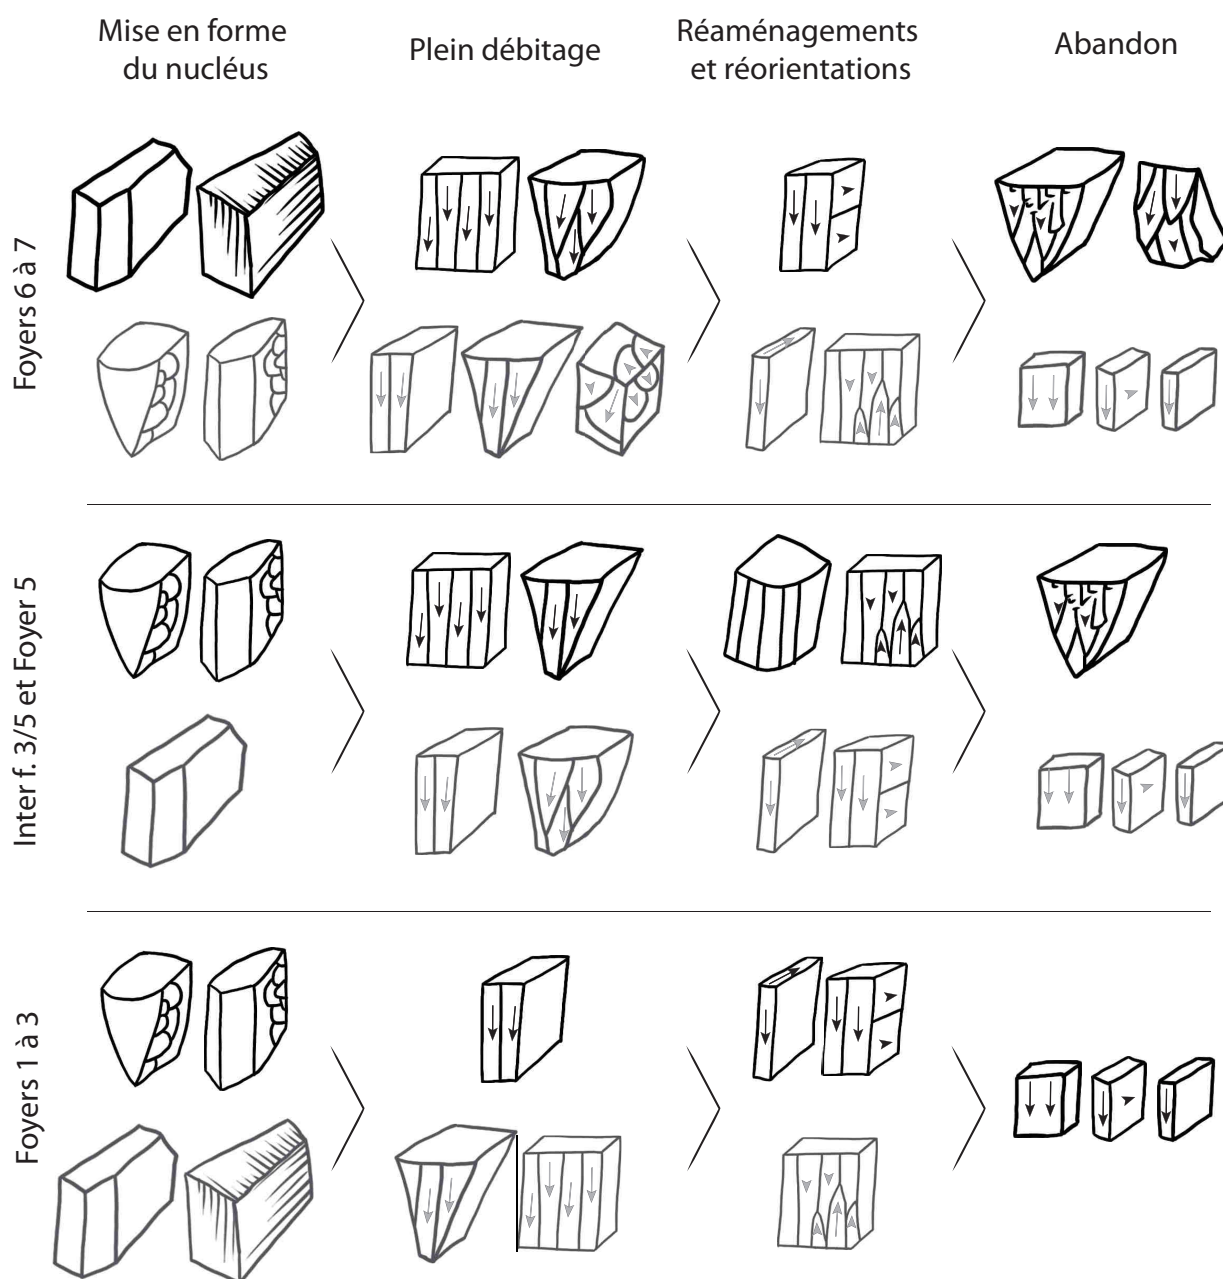 Mise en forme
du nucléus
Plein débitage
Réaménagements
et réorientations
Abandon
Foyers 6 à 7
Inter f. 3/5 et Foyer 5
Foyers 1 à 3